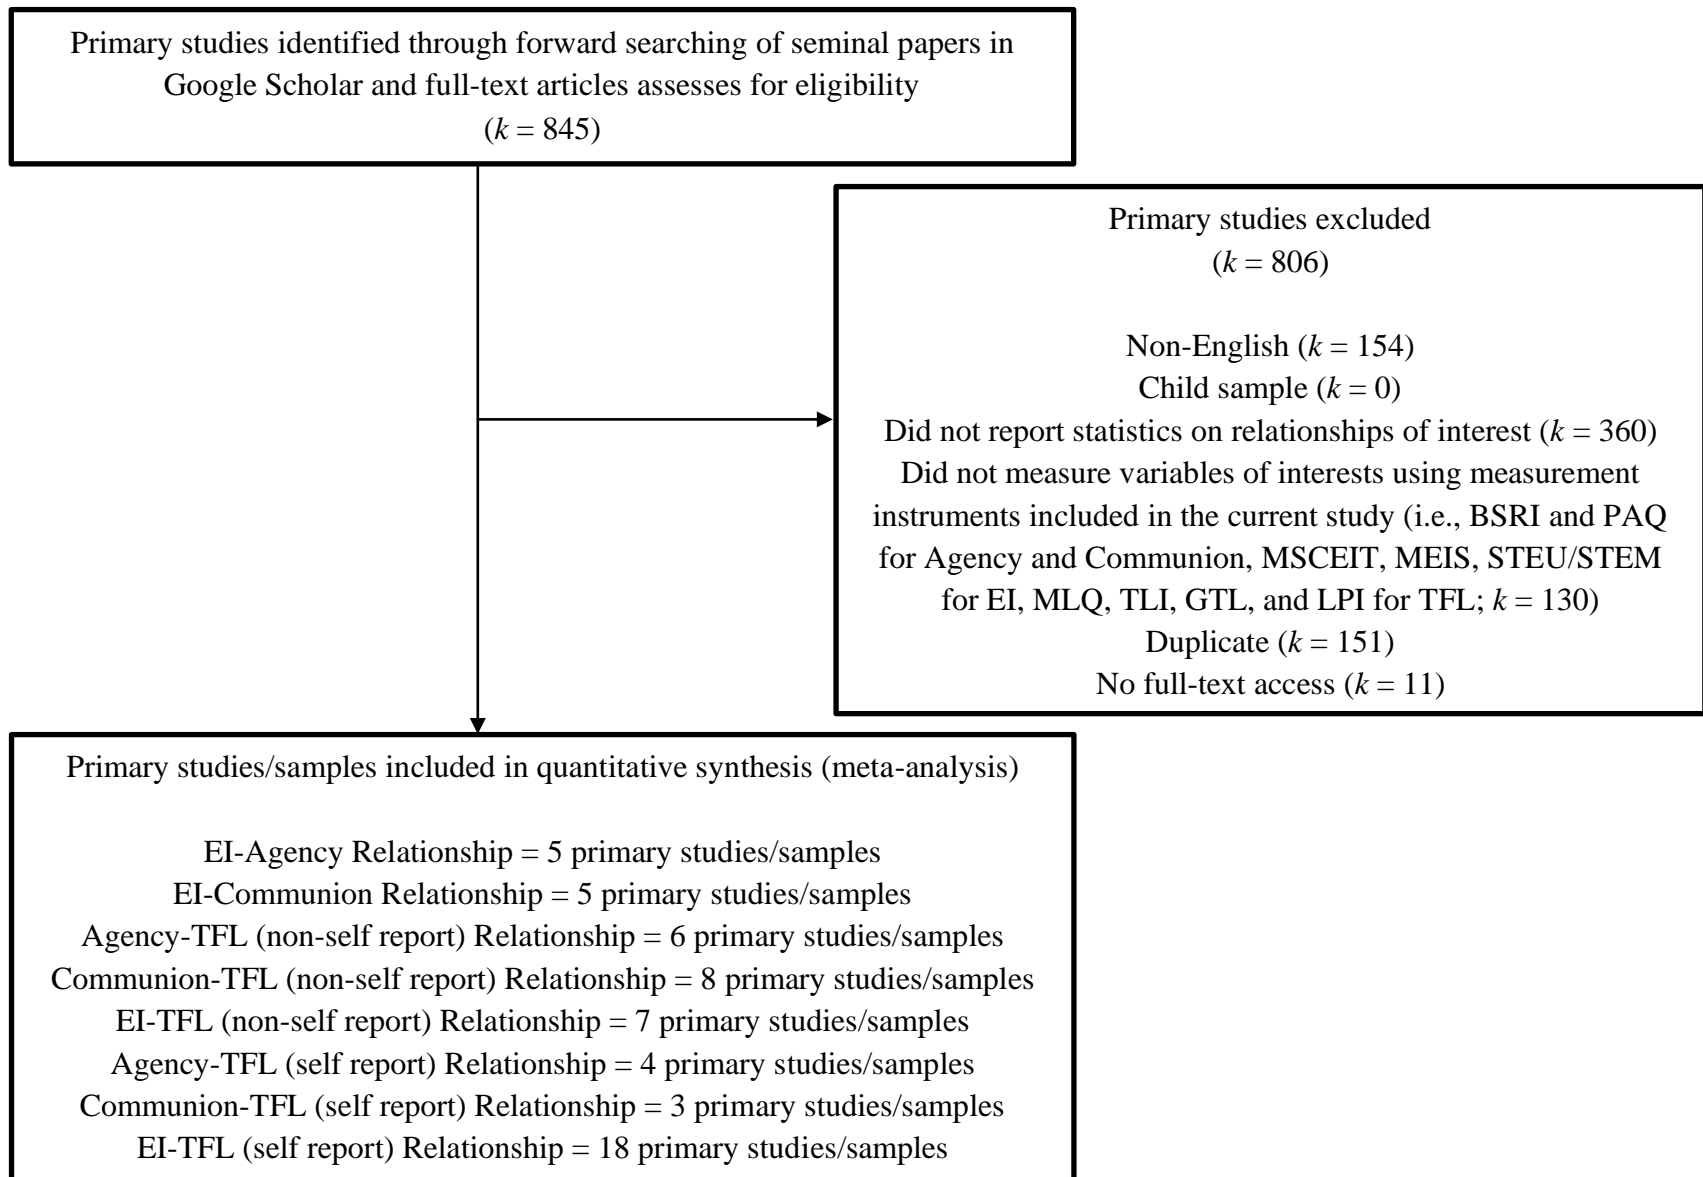 Primary studies identified through forward searching of seminal papers in
Google Scholar and full-text articles assesses for eligibility
(k = 845)
Primary studies excluded
(k = 806)
Non-English (k = 154)
Child sample (k = 0)
Did not report statistics on relationships of interest (k = 360)
Did not measure variables of interests using measurement
instruments included in the current study (i.e., BSRI and PAQ
for Agency and Communion, MSCEIT, MEIS, STEU/STEM
for EI, MLQ, TLI, GTL, and LPI for TFL; k = 130)
Duplicate (k = 151)
No full-text access (k = 11)
Primary studies/samples included in quantitative synthesis (meta-analysis)
EI-Agency Relationship = 5 primary studies/samples
EI-Communion Relationship = 5 primary studies/samples
Agency-TFL (non-self report) Relationship = 6 primary studies/samples
Communion-TFL (non-self report) Relationship = 8 primary studies/samples
EI-TFL (non-self report) Relationship = 7 primary studies/samples
Agency-TFL (self report) Relationship = 4 primary studies/samples
Communion-TFL (self report) Relationship = 3 primary studies/samples
EI-TFL (self report) Relationship = 18 primary studies/samples